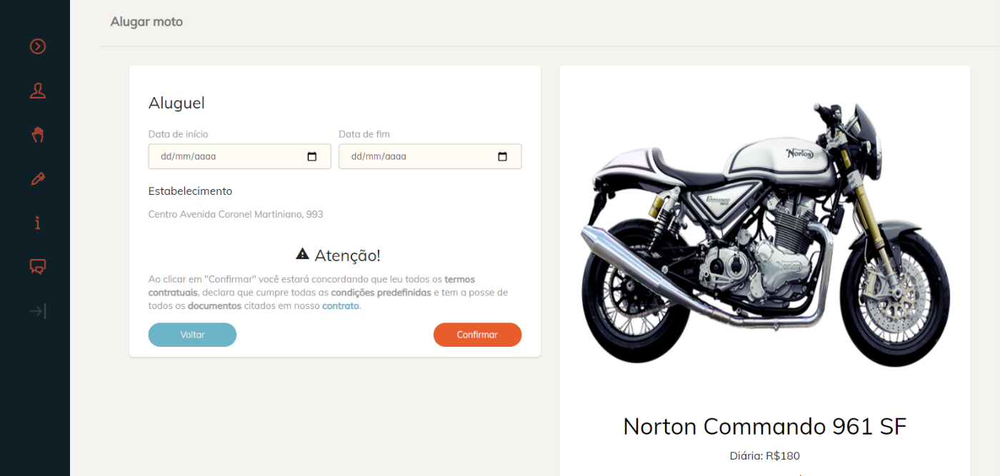 Alugar moto
Aluguel
Data de início
Data de fim
dd/mm/aaaa
dd/mm/aaaa
Estabelecimento
Centro Avenida Coronel Martiniano, 993
Atenção!
Ao clicar em "Confirmar" você estará concordando que leu todos os termos
contratuais, declara que cumpre todas as condições predefinidas e tem a posse de
todos os documentos citados em nosso contrato.
Voltar
Confirmar
Norton
COMMANDO
Norton
Norton Commando 961 SF
Diária: R$180